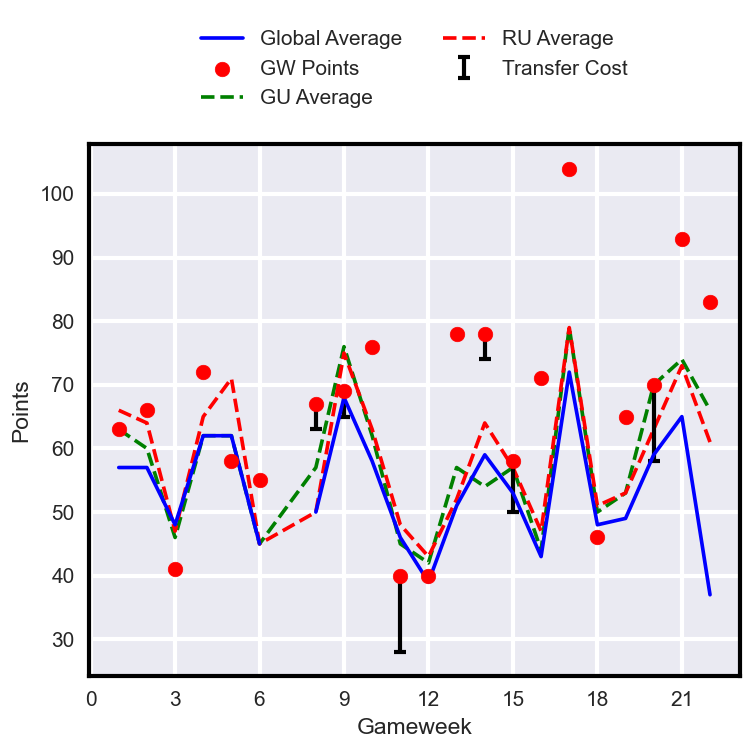 Global Average
RU Average
GW Points
Transfer Cost
GU Average
100
90
80
70
60
50
40
30
Points
0 3 6 9 12 15 18 21
Gameweek